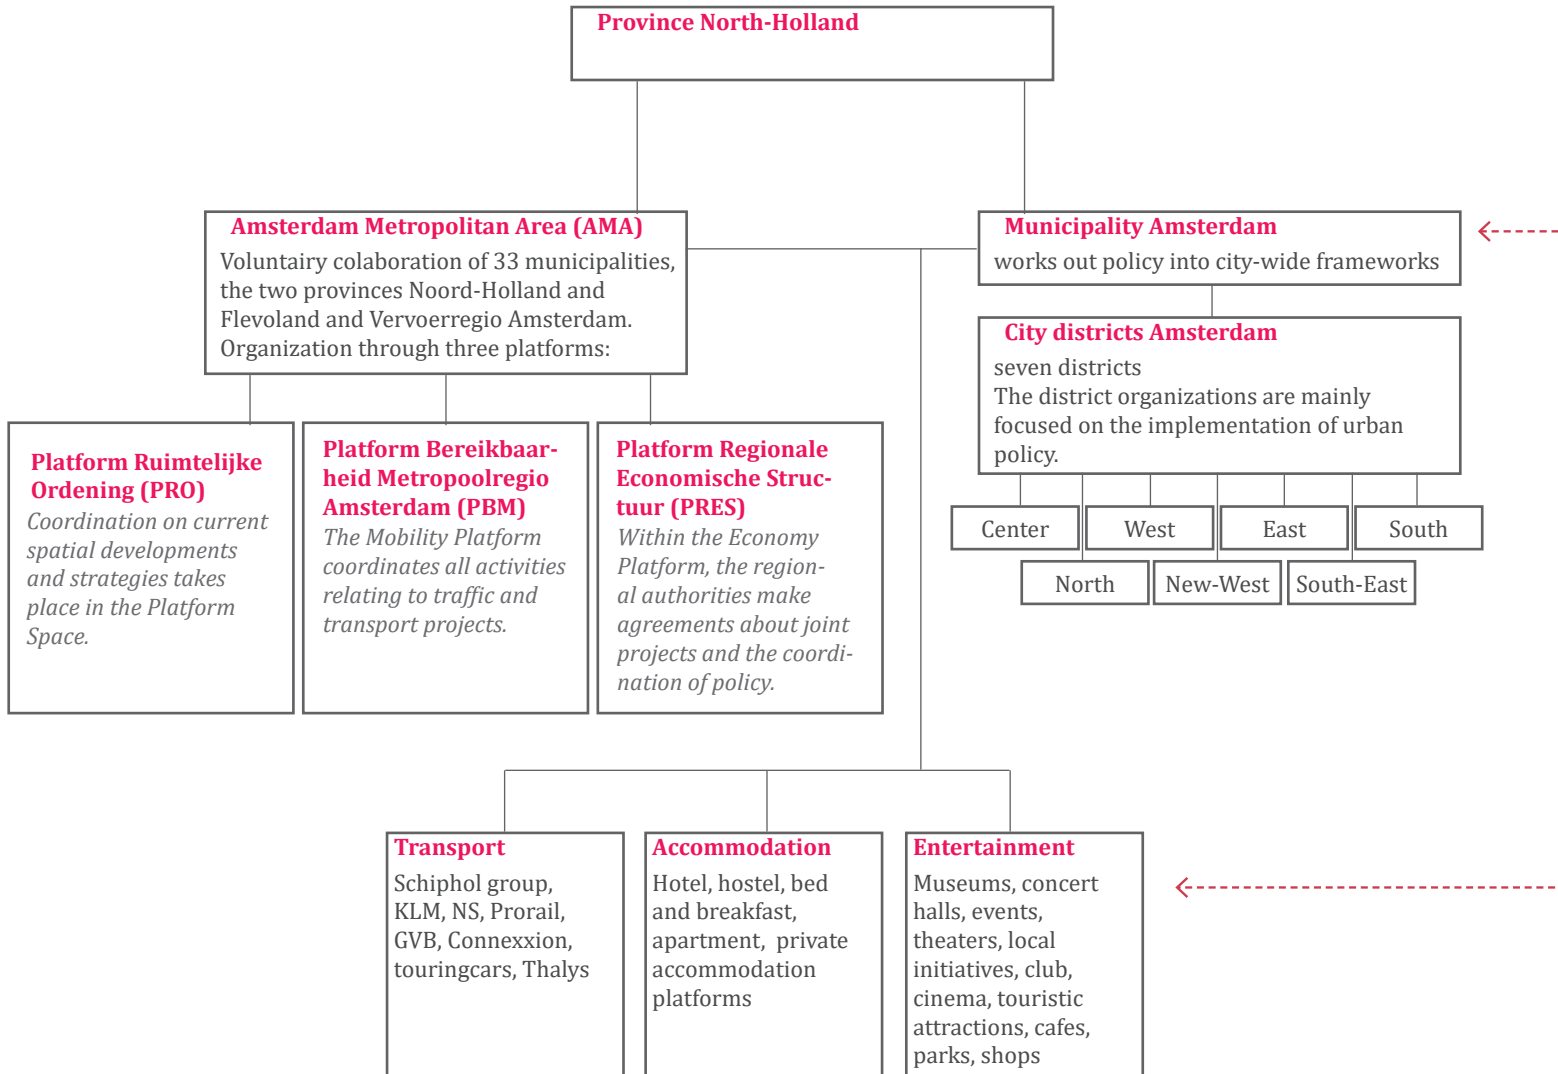 Province North-Holland
Amsterdam Metropolitan Area (AMA)
Voluntairy colaboration of 33 municipalities,
the two provinces Noord-Holland and
Flevoland and Vervoerregio Amsterdam.
Organization through three platforms:
Municipality Amsterdam
works out policy into city-wide frameworks
City districts Amsterdam
seven districts
The district organizations are mainly
focused on the implementation of urban
policy.
Center
West
East
South
North
New-West
South-East
Platform Ruimtelijke
Ordening (PRO)
Coordination on current
spatial developments
and strategies takes
place in the Platform
Space.
Platform Bereikbaar-
heid Metropoolregio
Amsterdam (PBM)
The Mobility Platform
coordinates all activities
relating to traffic and
transport projects.
Platform Regionale
Economische Struc-
tuur (PRES)
Within the Economy
Platform, the region-
al authorities make
agreements about joint
projects and the coordi-
nation of policy.
Transport
Schiphol group,
KLM, NS, Prorail,
GVB, Connexxion,
touringcars, Thalys
Accommodation
Hotel, hostel, bed
and breakfast,
apartment, private
accommodation
platforms
Entertainment
Museums, concert
halls, events,
theaters, local
initiatives, club,
cinema, touristic
attractions, cafes,
parks, shops